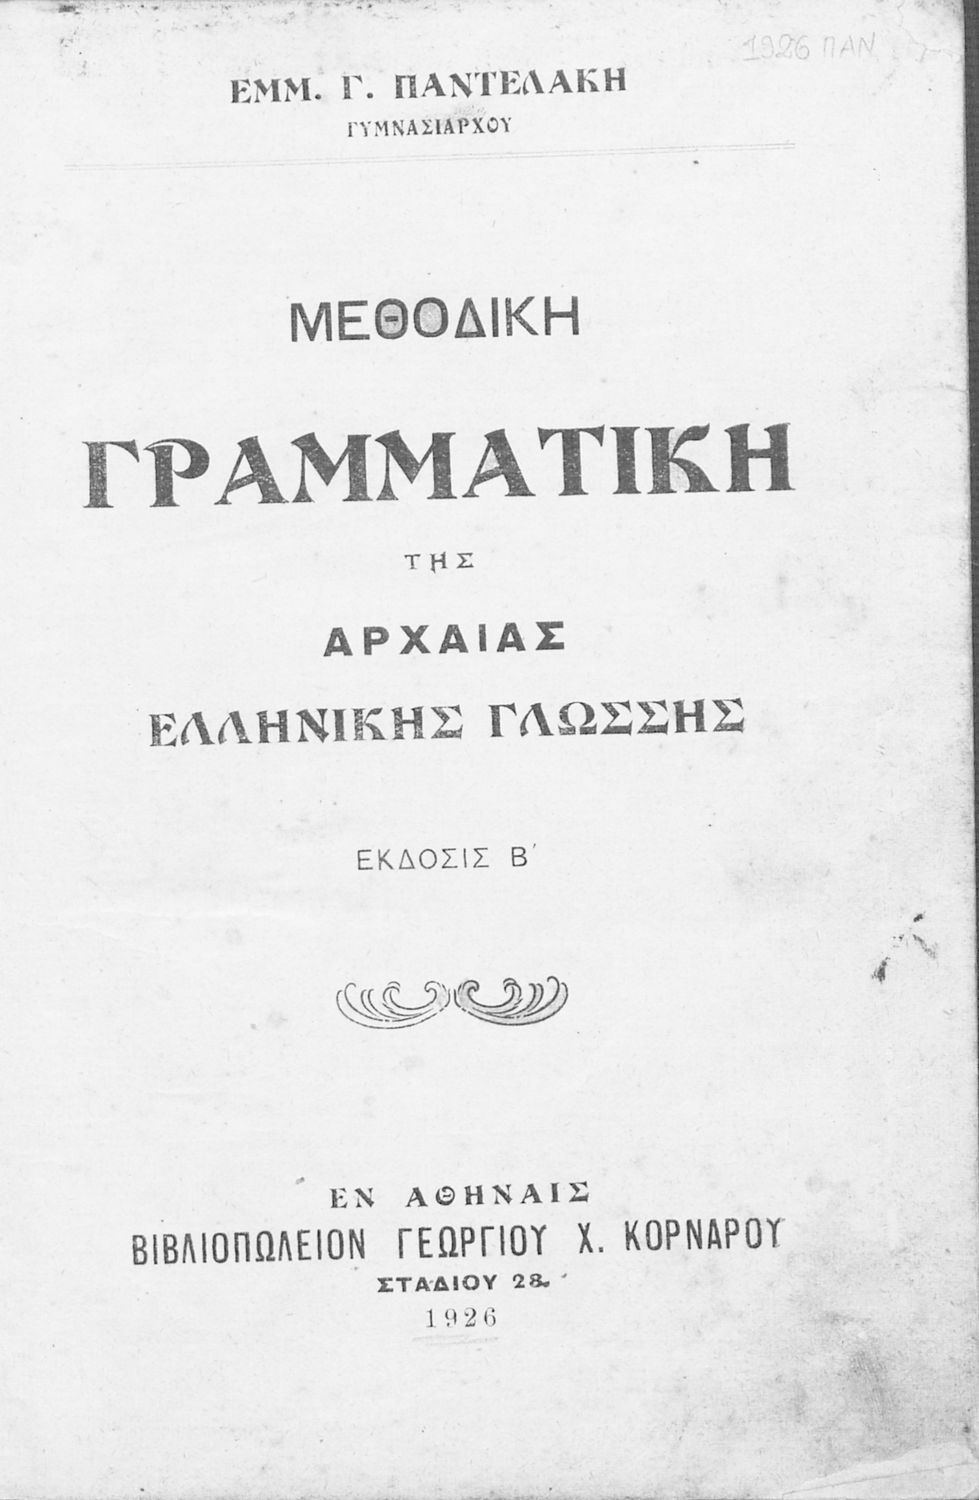 1926 ΠΑΝ
ΕΜΜ. Γ. ΠΑΝΤΕΛΑΚΗ
ΓΥΜΝΑΣΙΑΡΧΟΥ
ΜΕΘΟΔΙΚΗ
ΓΡΑΜΜΑΤΙΚΗ
ΤΗΣ
ΑΡΧΑΙΑΣ
ΕΛΛΗΝΙΚΗΣ ΓΛΩΣΣΗΣ
ΕΚΔΟΣΙΣ Β΄
ΕΝ ΑΘΗΝΑΙΣ
ΒΙΒΛΙΟΠΩΛΕΙΟΝ ΓΕΩΡΓΙΟΥ Χ. ΚΟΡΝΑΡΟΥ
ΣΤΑΔΙΟΥ 28.
1926